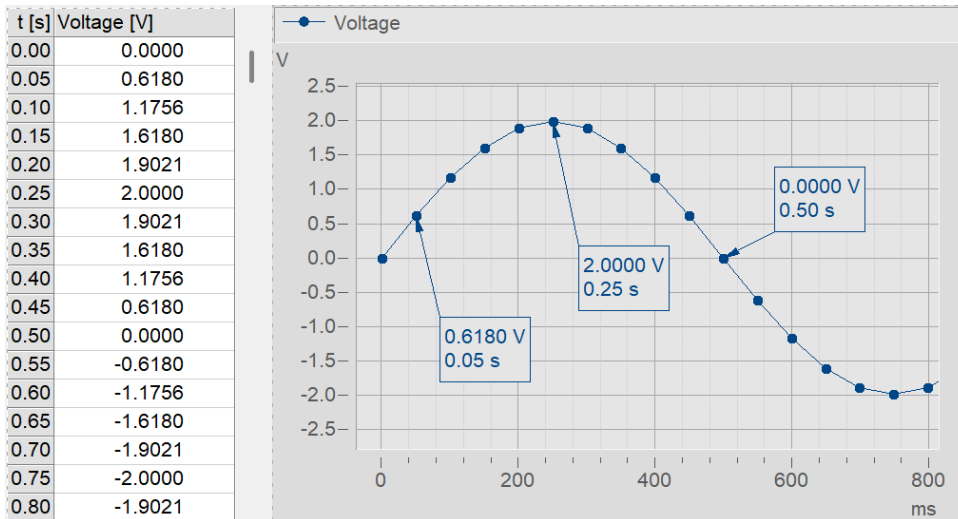 t [s] Voltage [V]
0.00 0.0000
0.05 0.6180
0.10 1.1756
0.15 1.6180
0.20 1.9021
0.25 2.0000
0.30 1.9021
0.35 1.6180
0.40 1.1756
0.45 0.6180
0.50 0.0000
0.55 -0.6180
0.60 -1.1756
0.65 -1.6180
0.70 -1.9021
0.75 -2.0000
0.80 -1.9021
Voltage
V
2.5
2.0
1.5
1.0
0.5
0.0
-0.5
-1.0
-1.5
-2.0
-2.5
0.6180 V
0.05 s
2.0000 V
0.25 s
0.0000 V
0.50 s
0 200 400 600 800
ms